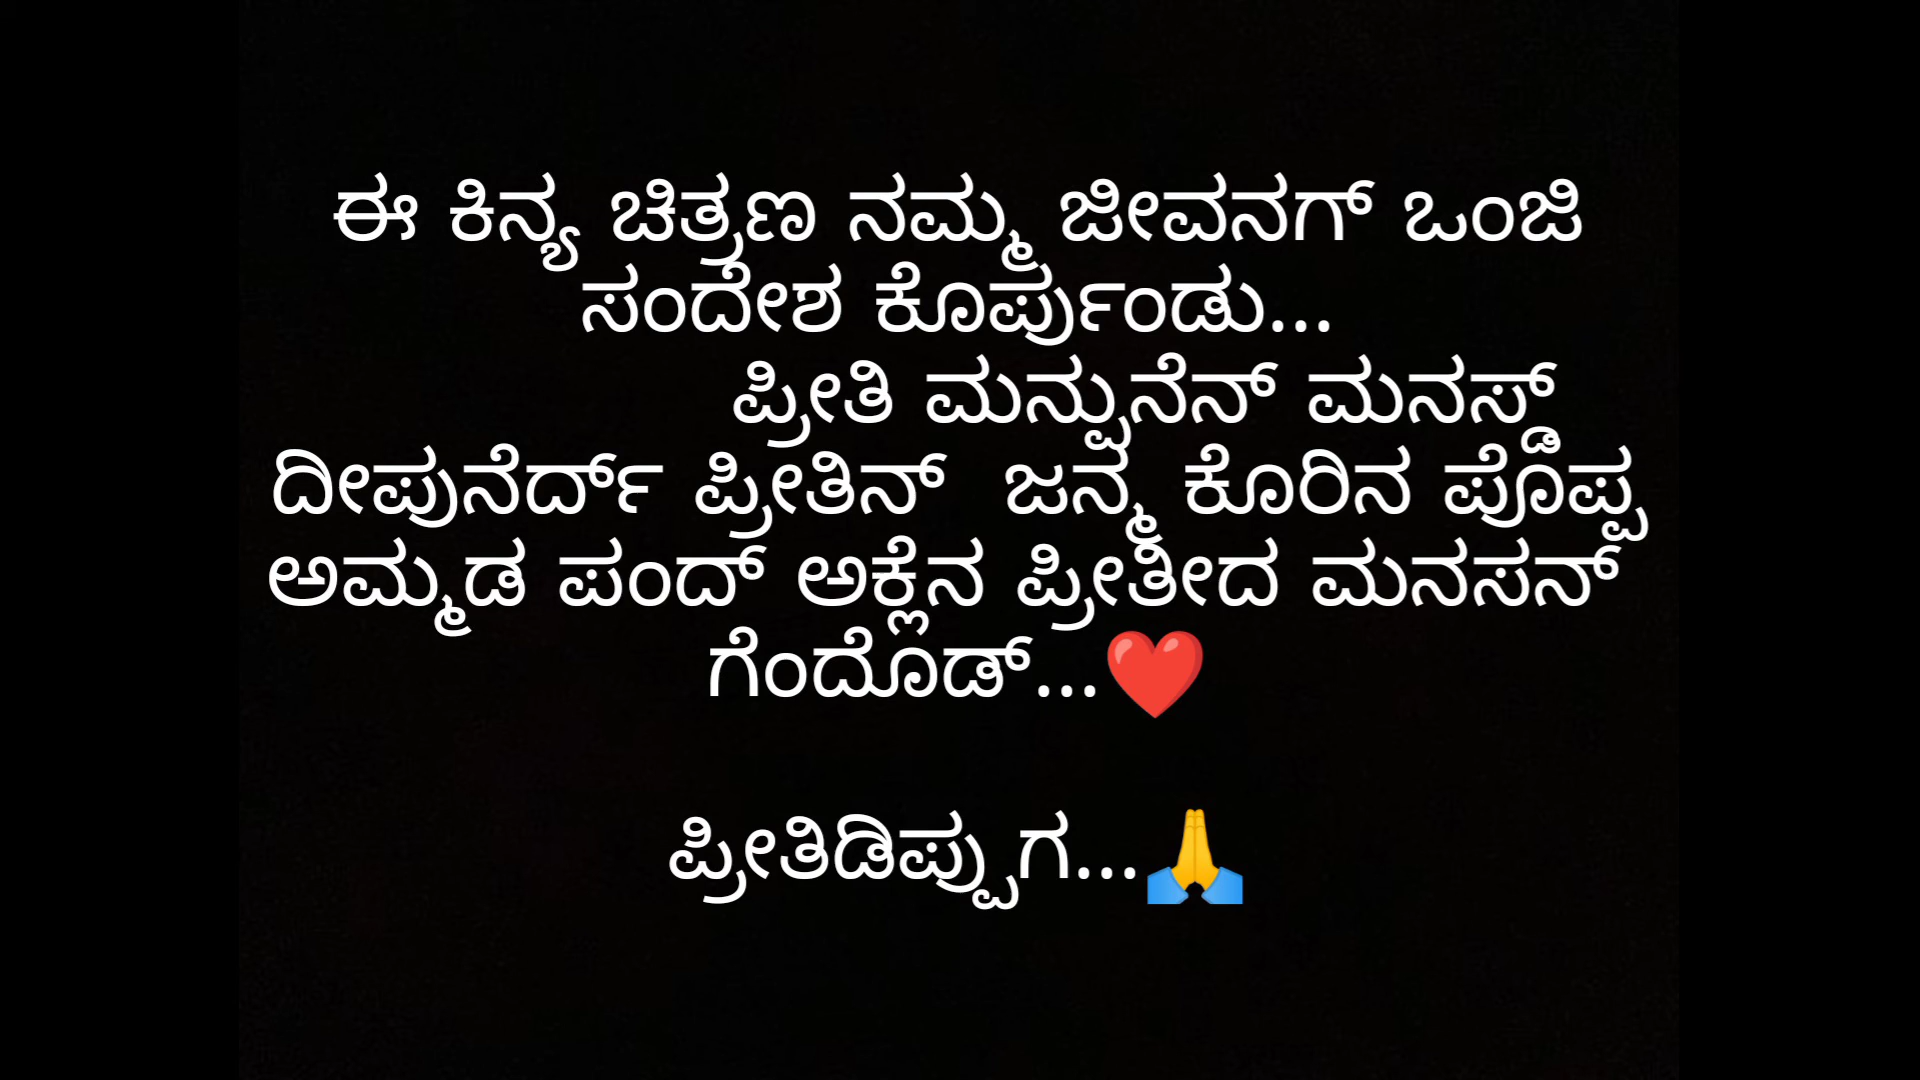 ಈ ಕಿನ್ಯ ಚಿತ್ರಣ ನಮ್ಮ ಜೀವನಗ್ ಒಂಜಿ
ಸಂದೇಶ ಕೊರ್ಪುಂಡು...
ಪ್ರೀತಿ ಮನ್ಪುನೆನ್ ಮನಸ್ಡ್
ದೀಪುನೆರ್ದ್ ಪ್ರೀತಿನ್ ಜನ್ಮ ಕೊರಿನ ಪೊಪ್ಪ
ಅಮ್ಮಡ ಪಂದ್ ಅಕ್ಲೆನ ಪ್ರೀತಿದ ಮನಸನ್
ಗೆಂದೊಡ್...❤️
ಪ್ರೀತಿಡಿಪ್ಪುಗ...🙏